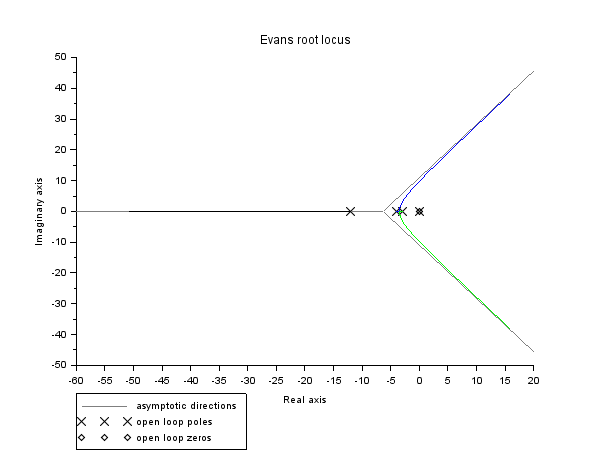 Evans root locus
50
40
30
20
10
0
-10
-20
-30
-40
-50
Imaginary axis
-60 -55 -50 -45 -40 -35 -30 -25 -20 -15 -10 -5 0 5 10 15 20
Real axis
asymptotic directions
open loop poles
open loop zeros